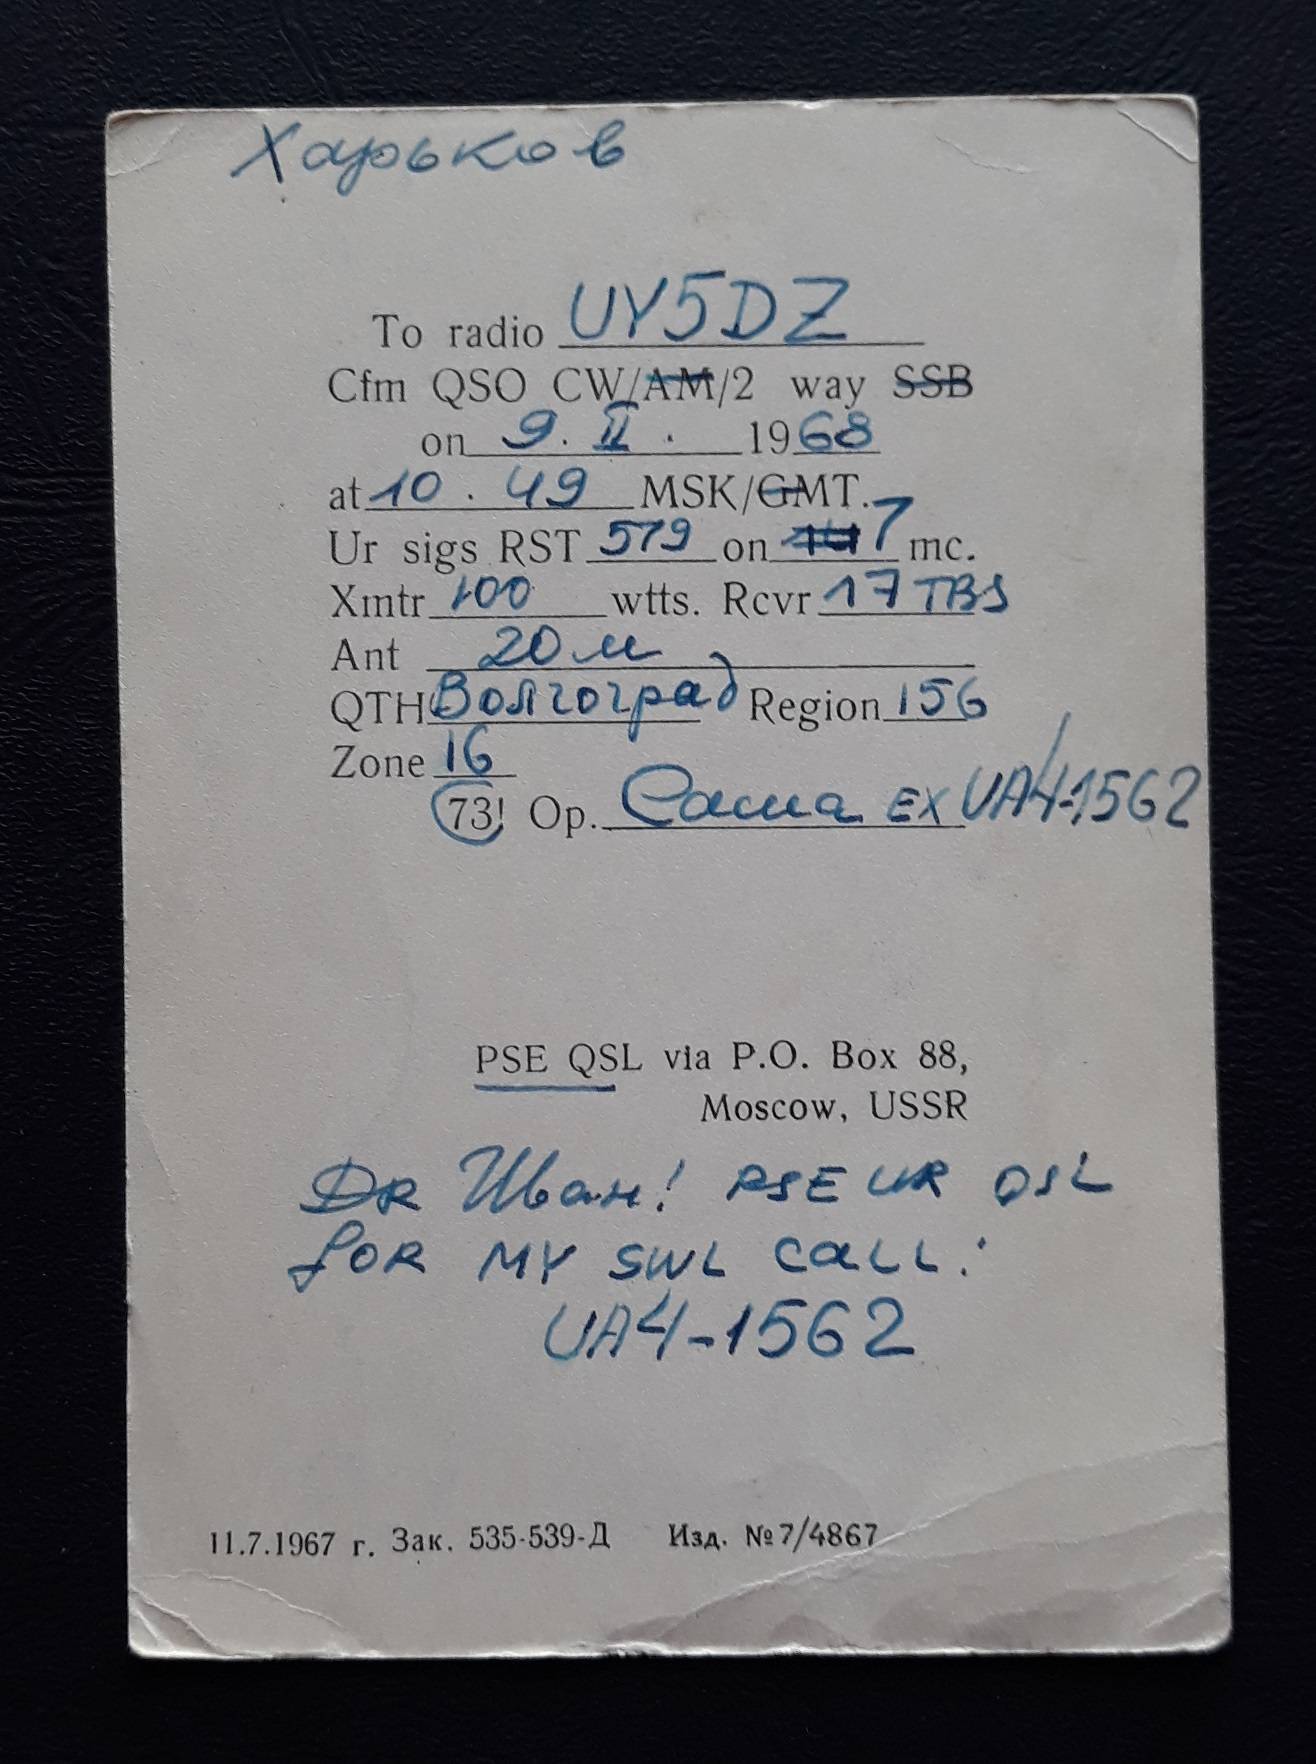 Харьков
To radio UY5DZ
Cfm QSO CW/AM/2 way SSB
on 9. II. 1968
at 10.49 MSK/GMT.
Ur sigs RST 579 on 7 mc.
Xmtr 100 wtts. Rcvr 17 TBS
Ant 20 м
QTH Волгоград Region 156
Zone 16
73! Op. Саша EX UA4-1562
PSE QSL via P.O. Box 88,
Moscow, USSR
DR Иван! PSE UR QSL
FOR MY SWL CALL:
UA4-1562
11.7.1967 г. Зак. 535-539-Д Изд. №7/4867